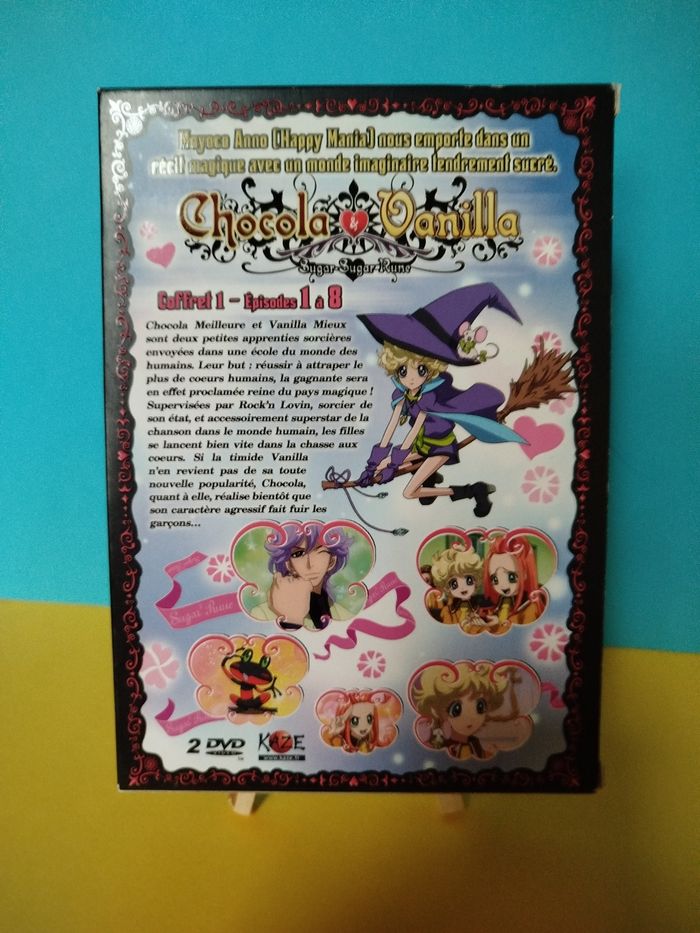 Moyoco Anno (Happy Mania) nous emporte dans un
récit magique avec un monde imaginaire tendrement sucré.
Chocola & Vanilla
Sugar Sugar Rune
Coffret 1 - Épisodes 1 à 8
Chocola Meilleure et Vanilla Mieux
sont deux petites apprenties sorcières
envoyées dans une école du monde des
humains. Leur but : réussir à attraper le
plus de coeurs humains, la gagnante sera
en effet proclamée reine du pays magique !
Supervisées par Rock'n Lovin, sorcier de
son état, et accessoirement superstar de la
chanson dans le monde humain, les filles
se lancent bien vite dans la chasse aux
coeurs. Si la timide Vanilla
n'en revient pas de sa toute
nouvelle popularité, Chocola,
quant à elle, réalise bientôt que
son caractère agressif fait fuir les
garçons...
Sugar Rune
2 DVD
VIDEO
KAZE
www.kaze.fr